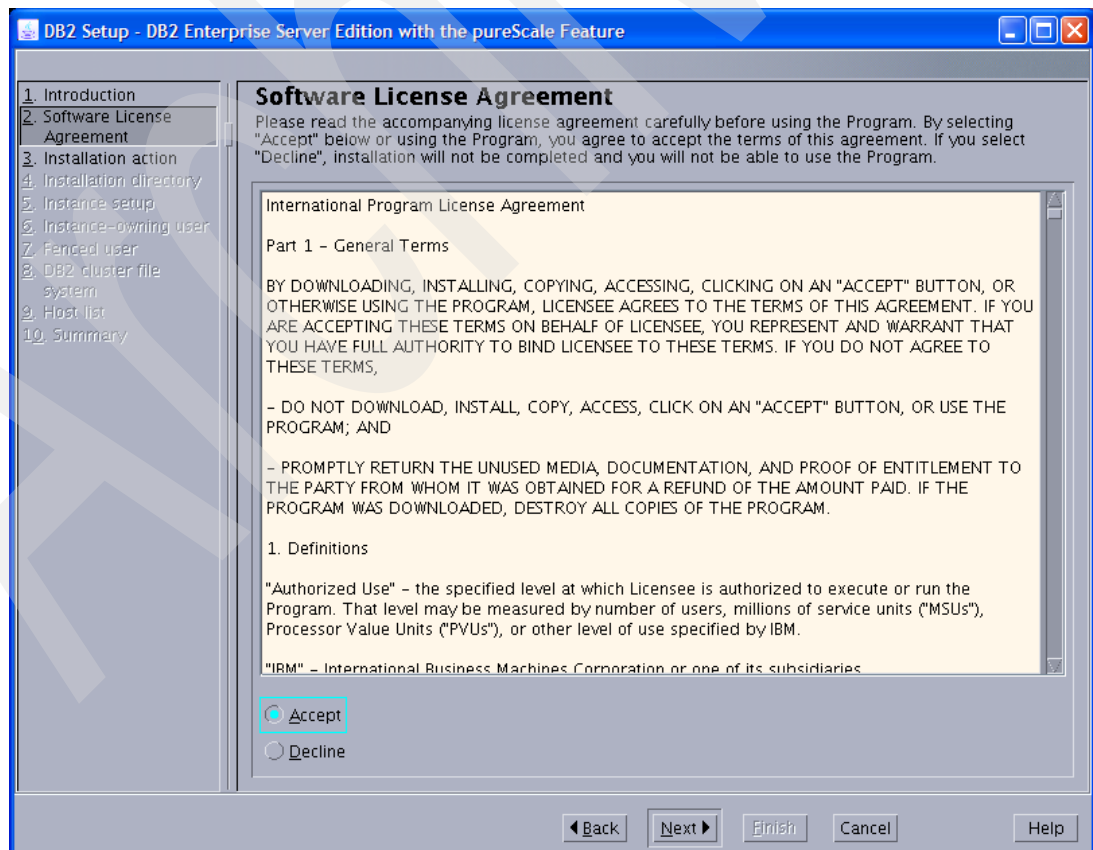 DB2 Setup - DB2 Enterprise Server Edition with the pureScale Feature
1. Introduction
2. Software License
Agreement
3. Installation action
4. Installation directory
5. Instance setup
6. Instance-owning user
7. Fenced user
8. DB2 cluster file
system
9. Host list
10. Summary
Software License Agreement
Please read the accompanying license agreement carefully before using the Program. By selecting
"Accept" below or using the Program, you agree to accept the terms of this agreement. If you select
"Decline", installation will not be completed and you will not be able to use the Program.
International Program License Agreement
Part 1 – General Terms
BY DOWNLOADING, INSTALLING, COPYING, ACCESSING, CLICKING ON AN "ACCEPT" BUTTON, OR
OTHERWISE USING THE PROGRAM, LICENSEE AGREES TO THE TERMS OF THIS AGREEMENT. IF YOU
ARE ACCEPTING THESE TERMS ON BEHALF OF LICENSEE, YOU REPRESENT AND WARRANT THAT
YOU HAVE FULL AUTHORITY TO BIND LICENSEE TO THESE TERMS. IF YOU DO NOT AGREE TO
THESE TERMS,
– DO NOT DOWNLOAD, INSTALL, COPY, ACCESS, CLICK ON AN "ACCEPT" BUTTON, OR USE THE
PROGRAM; AND
– PROMPTLY RETURN THE UNUSED MEDIA, DOCUMENTATION, AND PROOF OF ENTITLEMENT TO
THE PARTY FROM WHOM IT WAS OBTAINED FOR A REFUND OF THE AMOUNT PAID. IF THE
PROGRAM WAS DOWNLOADED, DESTROY ALL COPIES OF THE PROGRAM.
1. Definitions
"Authorized Use" – the specified level at which Licensee is authorized to execute or run the
Program. That level may be measured by number of users, millions of service units ("MSUs"),
Processor Value Units ("PVUs"), or other level of use specified by IBM.
"IBM" – International Business Machines Corporation or one of its subsidiaries
Accept
Decline
Back
Next
Finish
Cancel
Help